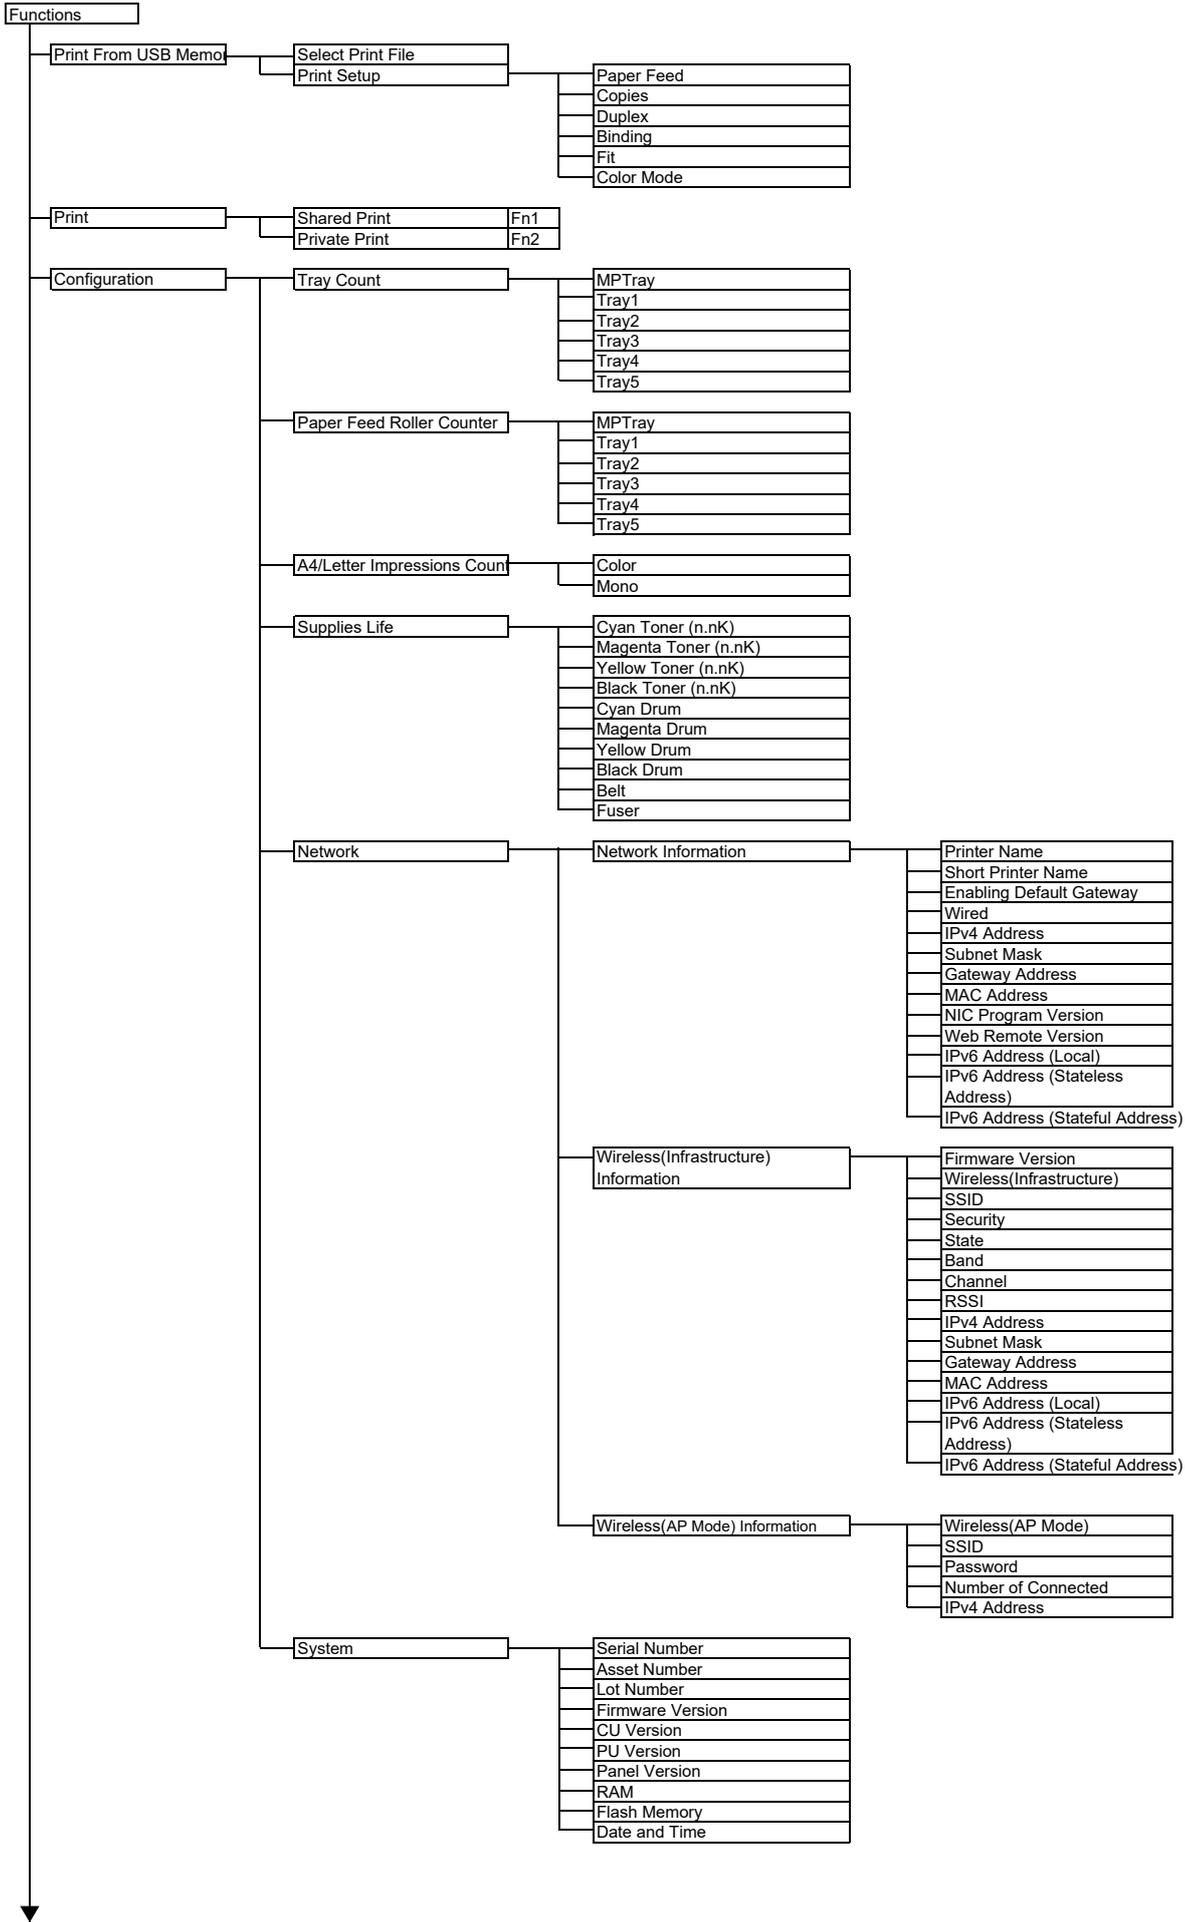 Functions
Print From USB Memor
Select Print File
Print Setup
Paper Feed
Copies
Duplex
Binding
Fit
Color Mode
Print
Shared Print
Fn1
Private Print
Fn2
Configuration
Tray Count
MPTray
Tray1
Tray2
Tray3
Tray4
Tray5
Paper Feed Roller Counter
MPTray
Tray1
Tray2
Tray3
Tray4
Tray5
A4/Letter Impressions Count
Color
Mono
Supplies Life
Cyan Toner (n.nK)
Magenta Toner (n.nK)
Yellow Toner (n.nK)
Black Toner (n.nK)
Cyan Drum
Magenta Drum
Yellow Drum
Black Drum
Belt
Fuser
Network
Network Information
Printer Name
Short Printer Name
Enabling Default Gateway
Wired
IPv4 Address
Subnet Mask
Gateway Address
MAC Address
NIC Program Version
Web Remote Version
IPv6 Address (Local)
IPv6 Address (Stateless
Address)
IPv6 Address (Stateful Address)
Wireless(Infrastructure)
Information
Firmware Version
Wireless(Infrastructure)
SSID
Security
State
Band
Channel
RSSI
IPv4 Address
Subnet Mask
Gateway Address
MAC Address
IPv6 Address (Local)
IPv6 Address (Stateless
Address)
IPv6 Address (Stateful Address)
Wireless(AP Mode) Information
Wireless(AP Mode)
SSID
Password
Number of Connected
IPv4 Address
System
Serial Number
Asset Number
Lot Number
Firmware Version
CU Version
PU Version
Panel Version
RAM
Flash Memory
Date and Time